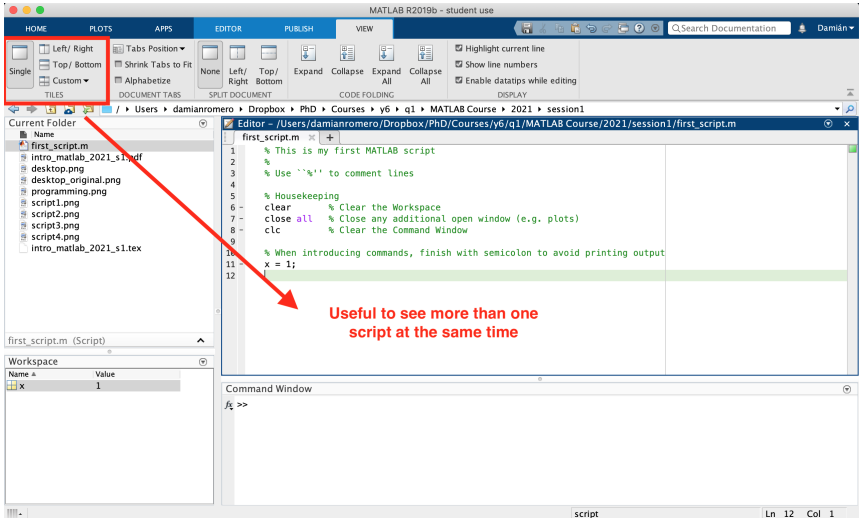 MATLAB R2019b - student use
HOME PLOTS APPS EDITOR PUBLISH VIEW Search Documentation Damián
Single
Left/ Right
Top/ Bottom
Custom
TILES
Tabs Position
Shrink Tabs to Fit
Alphabetize
DOCUMENT TABS
None
Left/
Right
Top/
Bottom
SPLIT DOCUMENT
Expand
Collapse
Expand
All
Collapse
All
CODE FOLDING
Highlight current line
Show line numbers
Enable datatips while editing
DISPLAY
/ Users damianromero Dropbox PhD Courses y6 q1 MATLAB Course 2021 session1
Current Folder
Name
first_script.m
intro_matlab_2021_s1.pdf
desktop.png
desktop_original.png
programming.png
script1.png
script2.png
script3.png
script4.png
intro_matlab_2021_s1.tex
first_script.m (Script)
Workspace
Name Value
x 1
Editor - /Users/damianromero/Dropbox/PhD/Courses/y6/q1/MATLAB Course/2021/session1/first_script.m
first_script.m × +
1 % This is my first MATLAB script
2 %
3 % Use ``%'' to comment lines
4
5 % Housekeeping
6 - clear % Clear the Workspace
7 - close all % Close any additional open window (e.g. plots)
8 - clc % Clear the Command Window
9
10 % When introducing commands, finish with semicolon to avoid printing output
11 - x = 1;
12
Useful to see more than one
script at the same time
Command Window
fx >>
script Ln 12 Col 1